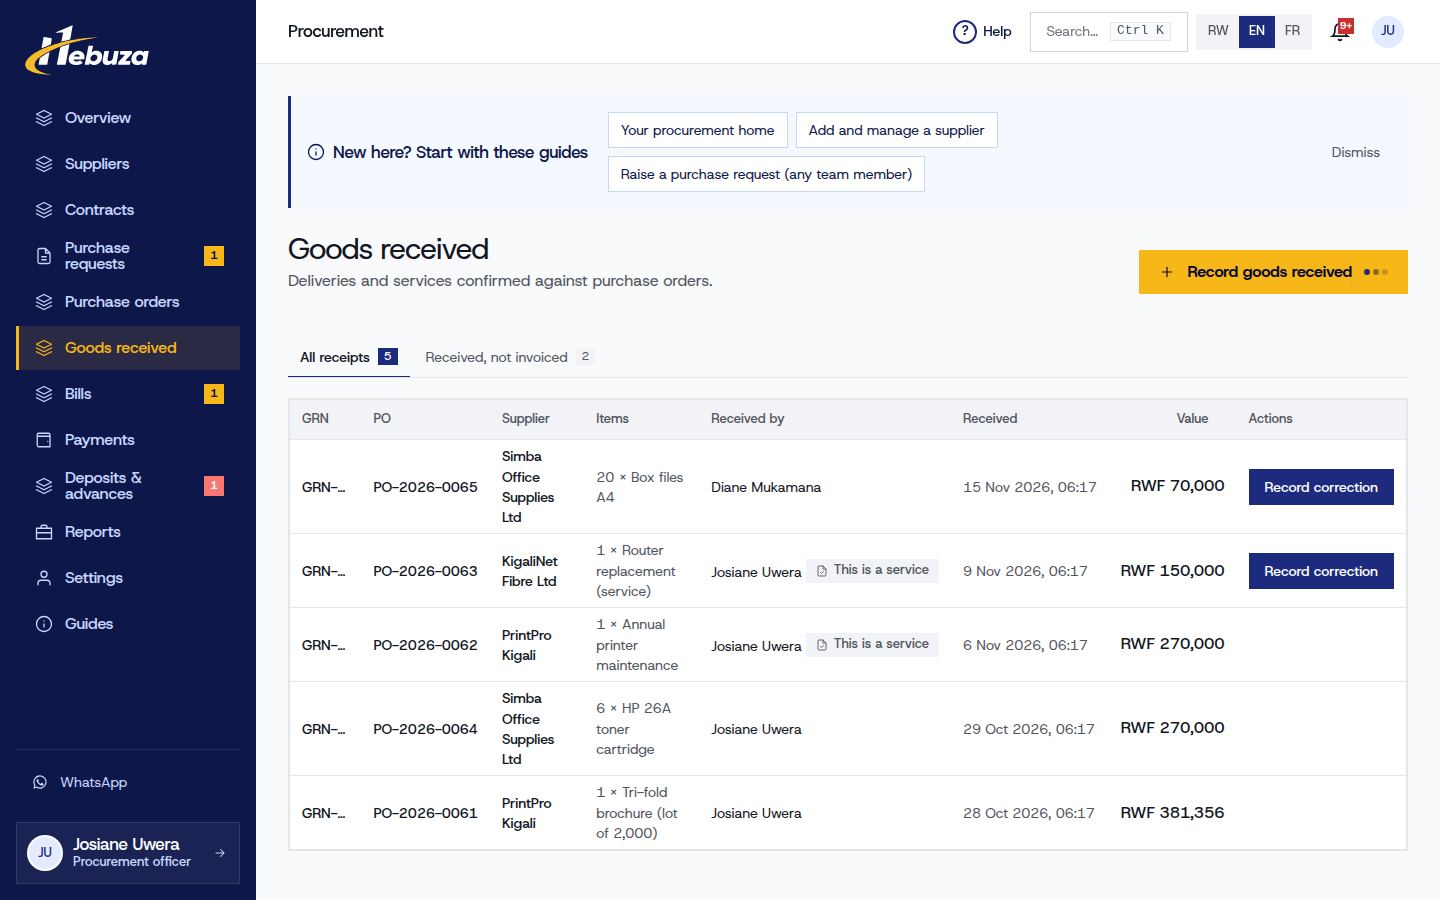 Hebuza
Procurement
Help
Search...
Ctrl K
RW
EN
FR
9+
JU
Overview
Suppliers
Contracts
Purchase
requests
1
Purchase orders
Goods received
Bills
1
Payments
Deposits &
advances
1
Reports
Settings
Guides
WhatsApp
JU
Josiane Uwera
Procurement officer
New here? Start with these guides
Your procurement home
Add and manage a supplier
Raise a purchase request (any team member)
Dismiss
Goods received
Deliveries and services confirmed against purchase orders.
Record goods received
All receipts 5
Received, not invoiced 2
GRN PO Supplier Items Received by Received Value Actions
Simba
Office
Supplies
Ltd
20 × Box files
A4
GRN-... PO-2026-0065 Diane Mukamana 15 Nov 2026, 06:17 RWF 70,000 Record correction
KigaliNet
Fibre Ltd
1 × Router
replacement
(service)
GRN-... PO-2026-0063 Josiane Uwera This is a service 9 Nov 2026, 06:17 RWF 150,000 Record correction
PrintPro
Kigali
1 × Annual
printer
maintenance
GRN-... PO-2026-0062 Josiane Uwera This is a service 6 Nov 2026, 06:17 RWF 270,000
Simba
Office
Supplies
Ltd
6 × HP 26A
toner
cartridge
GRN-... PO-2026-0064 Josiane Uwera 29 Oct 2026, 06:17 RWF 270,000
PrintPro
Kigali
1 × Tri-fold
brochure (lot
of 2,000)
GRN-... PO-2026-0061 Josiane Uwera 28 Oct 2026, 06:17 RWF 381,356